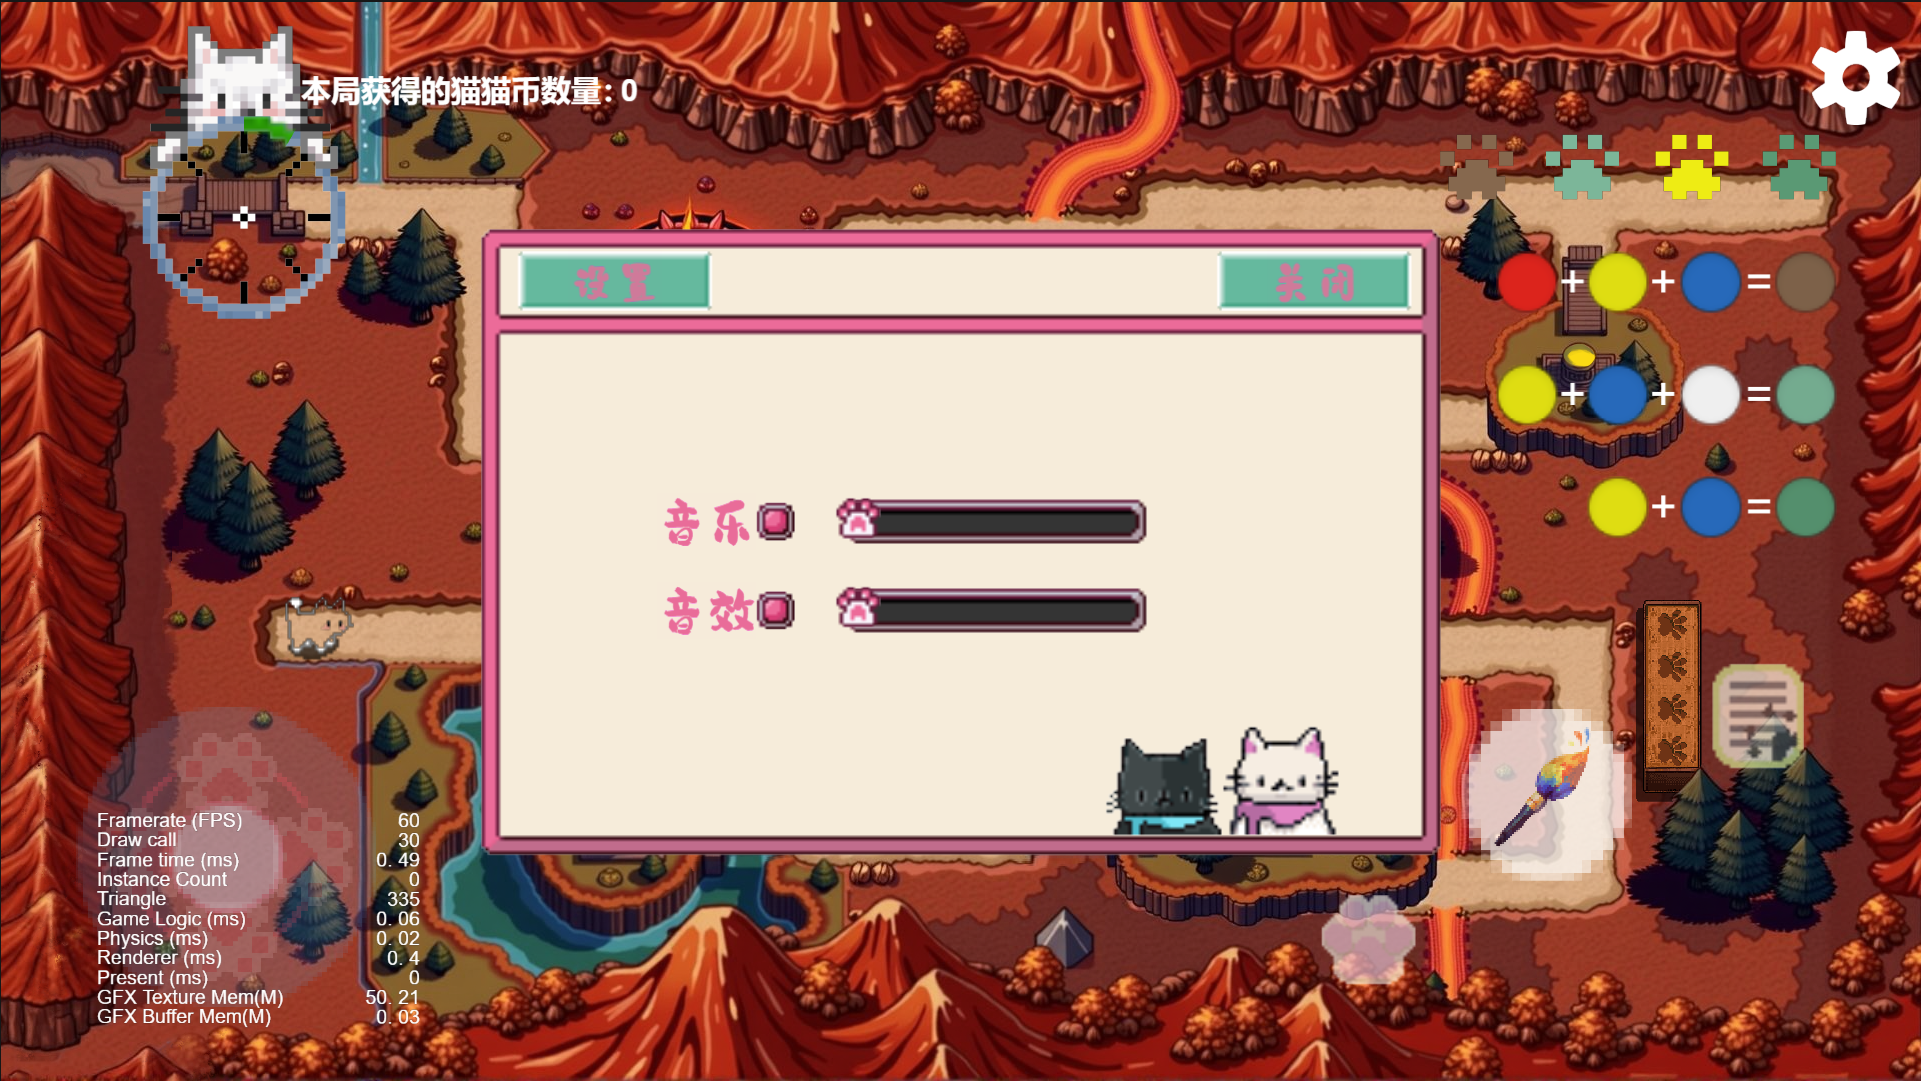 本局获得的猫猫币数量: 0
设置
关闭
+ + =
+ + =
+ =
音乐
音效
Framerate (FPS) 60
Draw call 30
Frame time (ms) 0.49
Instance Count 0
Triangle 335
Game Logic (ms) 0.06
Physics (ms) 0.02
Renderer (ms) 0.4
Present (ms) 0
GFX Texture Mem(M) 50.21
GFX Buffer Mem(M) 0.03